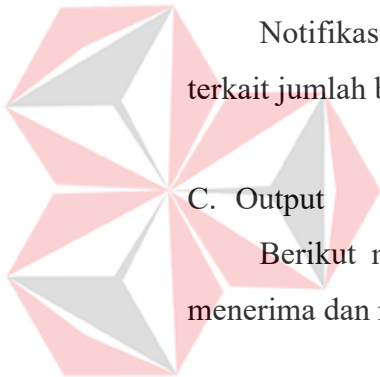 Notifikas
terkait jumlah b
C. Output
Berikut
menerima dan